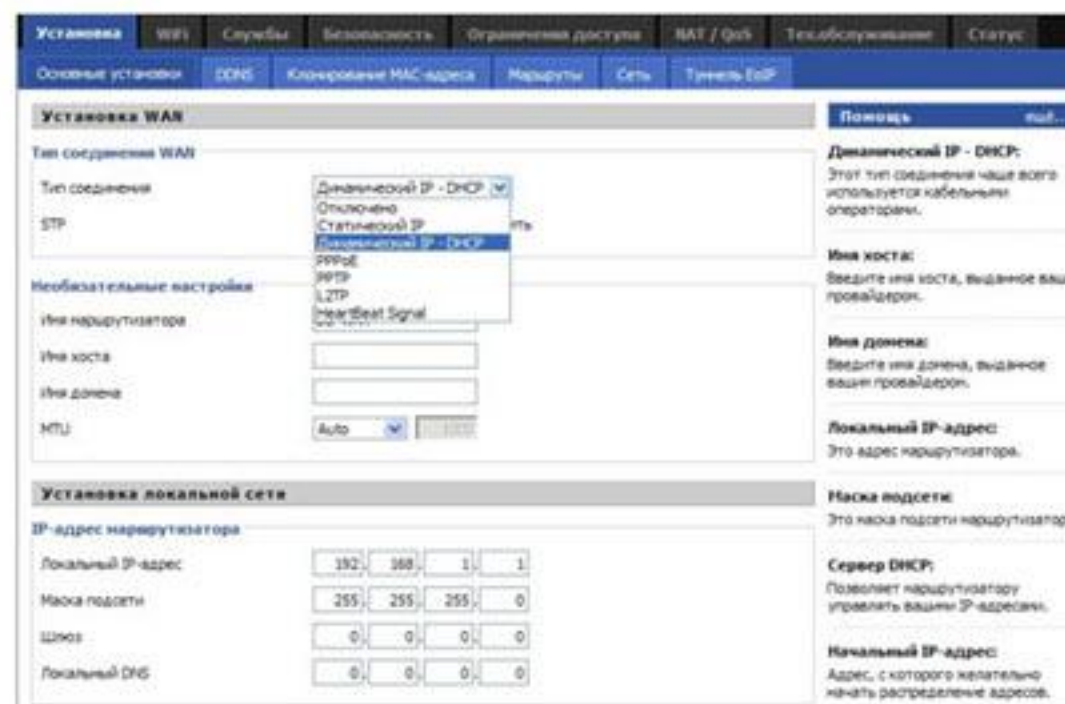 Установка WiFi Службы Безопасность Ограничения доступа NAT / QoS Тех.обслуживание Статус
Основные установки DDNS Клонирование MAC-адреса Маршруты Сеть Туннель EoIP
Установка WAN
Тип соединения WAN
Тип соединения
Динамический IP - DHCP
Отключено
Статический IP
Динамический IP - DHCP
PPPoE
PPTP
L2TP
HeartBeat Signal
STP
Необязательные настройки
Имя маршрутизатора
Имя хоста
Имя домена
MTU Auto
Установка локальной сети
IP-адрес маршрутизатора
Локальный IP-адрес 192. 168. 1. 1
Маска подсети 255. 255. 255. 0
Шлюз 0. 0. 0. 0
Локальный DNS 0. 0. 0. 0
Помощь ещё...
Динамический IP - DHCP:
Этот тип соединения чаще всего
используется кабельными
операторами.
Имя хоста:
Введите имя хоста, выданное ваш
провайдером.
Имя домена:
Введите имя домена, выданное
вашим провайдером.
Локальный IP-адрес:
Это адрес маршрутизатора.
Маска подсети:
Это маска подсети маршрутизатор
Сервер DHCP:
Позволяет маршрутизатору
управлять вашими IP-адресами.
Начальный IP-адрес:
Адрес, с которого желательно
начать распределение адресов.